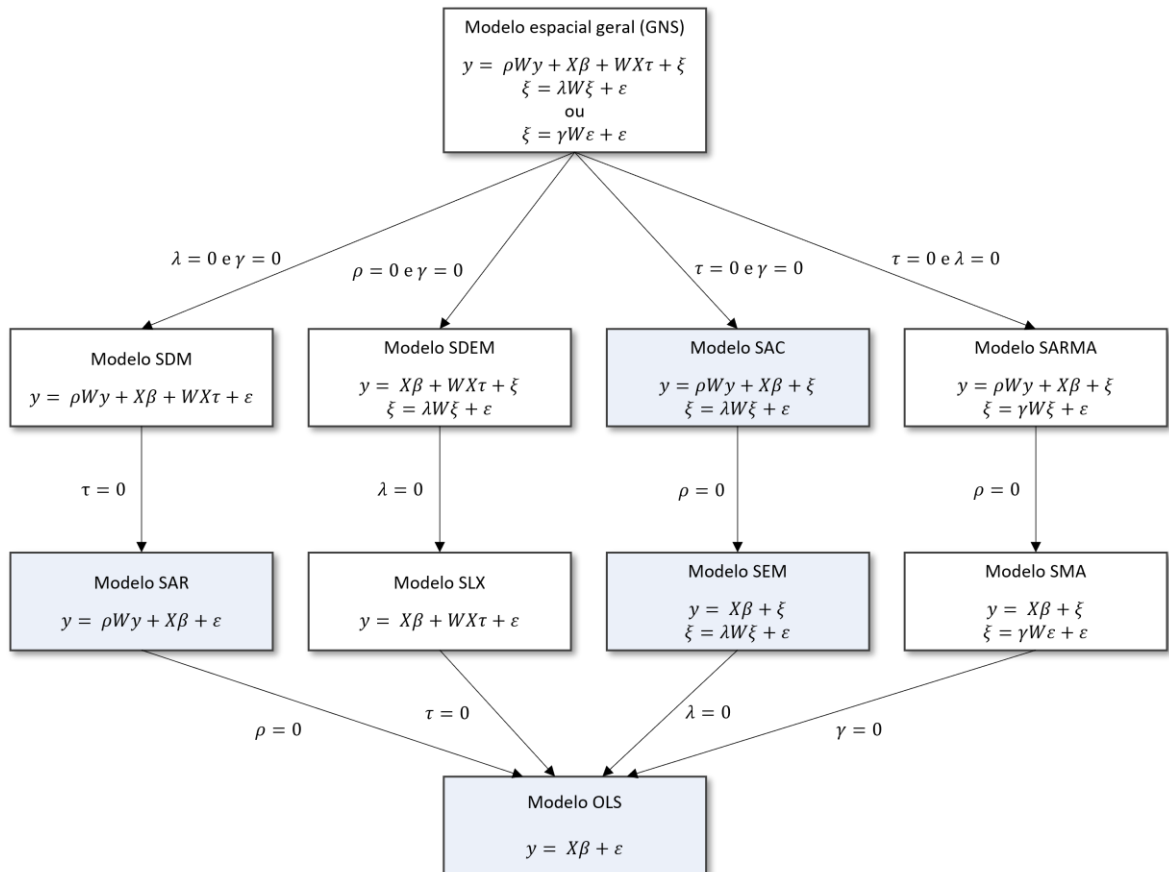 Modelo espacial geral (GNS)
y = ρWy + Xβ + WXτ + ξ
ξ = λWξ + ε
ou
ξ = γWε + ε
λ = 0 e γ = 0
ρ = 0 e γ = 0
τ = 0 e γ = 0
τ = 0 e λ = 0
Modelo SDM
y = ρWy + Xβ + WXτ + ε
Modelo SDEM
y = Xβ + WXτ + ξ
ξ = λWξ + ε
Modelo SAC
y = ρWy + Xβ + ξ
ξ = λWξ + ε
Modelo SARMA
y = ρWy + Xβ + ξ
ξ = γWξ + ε
τ = 0
λ = 0
ρ = 0
ρ = 0
Modelo SAR
y = ρWy + Xβ + ε
Modelo SLX
y = Xβ + WXτ + ε
Modelo SEM
y = Xβ + ξ
ξ = λWξ + ε
Modelo SMA
y = Xβ + ξ
ξ = γWε + ε
ρ = 0
τ = 0
λ = 0
γ = 0
Modelo OLS
y = Xβ + ε